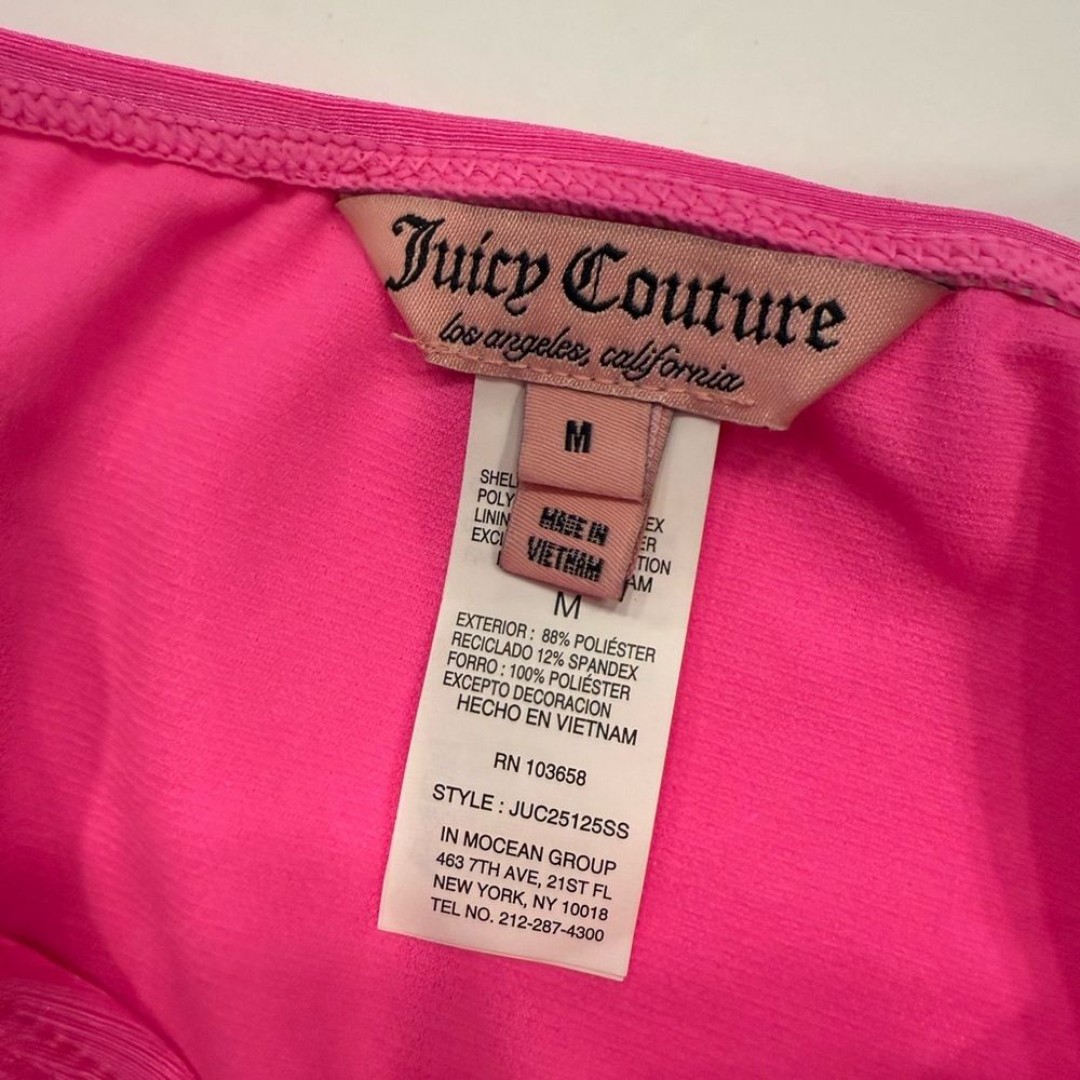 Juicy Couture
los angeles, california
M
MADE IN
VIETNAM
M
EXTERIOR : 88% POLIÉSTER
RECICLADO 12% SPANDEX
FORRO : 100% POLIÉSTER
EXCEPTO DECORACION
HECHO EN VIETNAM
RN 103658
STYLE : JUC25125SS
IN MOCEAN GROUP
463 7TH AVE, 21ST FL
NEW YORK, NY 10018
TEL NO. 212-287-4300